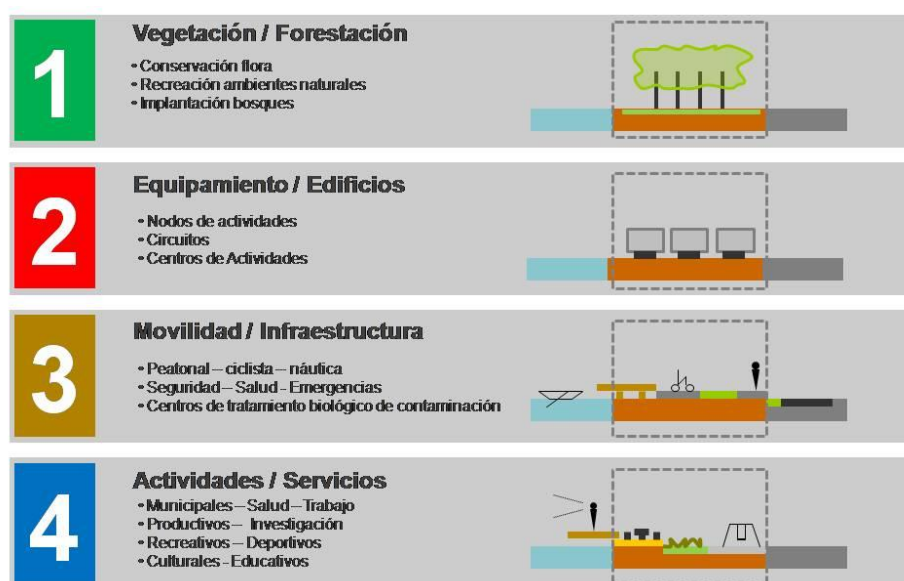 1
Vegetación / Forestación
• Conservación flora
• Recreación ambientes naturales
• Implantación bosques
2
Equipamiento / Edificios
• Nodos de actividades
• Circuitos
• Centros de Actividades
3
Movilidad / Infraestructura
• Peatonal – ciclista – náutica
• Seguridad – Salud - Emergencias
• Centros de tratamiento biológico de contaminación
4
Actividades / Servicios
• Municipales – Salud – Trabajo
• Productivos – Investigación
• Recreativos – Deportivos
• Culturales - Educativos